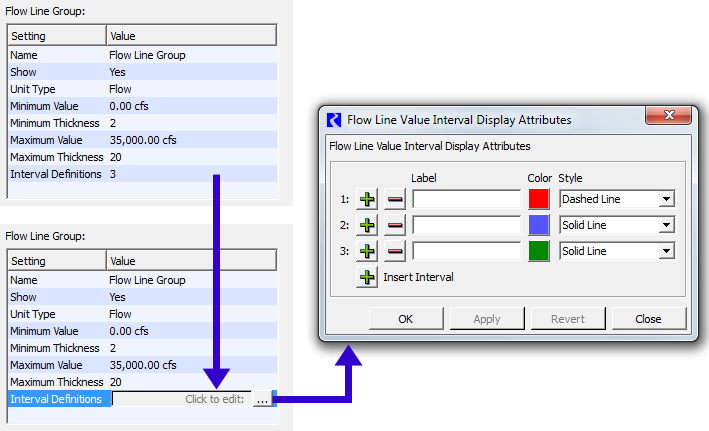 Flow Line Group:
Setting Value
Name Flow Line Group
Show Yes
Unit Type Flow
Minimum Value 0.00 cfs
Minimum Thickness 2
Maximum Value 35,000.00 cfs
Maximum Thickness 20
Interval Definitions 3
Flow Line Group:
Setting Value
Name Flow Line Group
Show Yes
Unit Type Flow
Minimum Value 0.00 cfs
Minimum Thickness 2
Maximum Value 35,000.00 cfs
Maximum Thickness 20
Interval Definitions Click to edit: ...
Flow Line Value Interval Display Attributes
Flow Line Value Interval Display Attributes
Label Color Style
1: Dashed Line
2: Solid Line
3: Solid Line
Insert Interval
OK Apply Revert Close